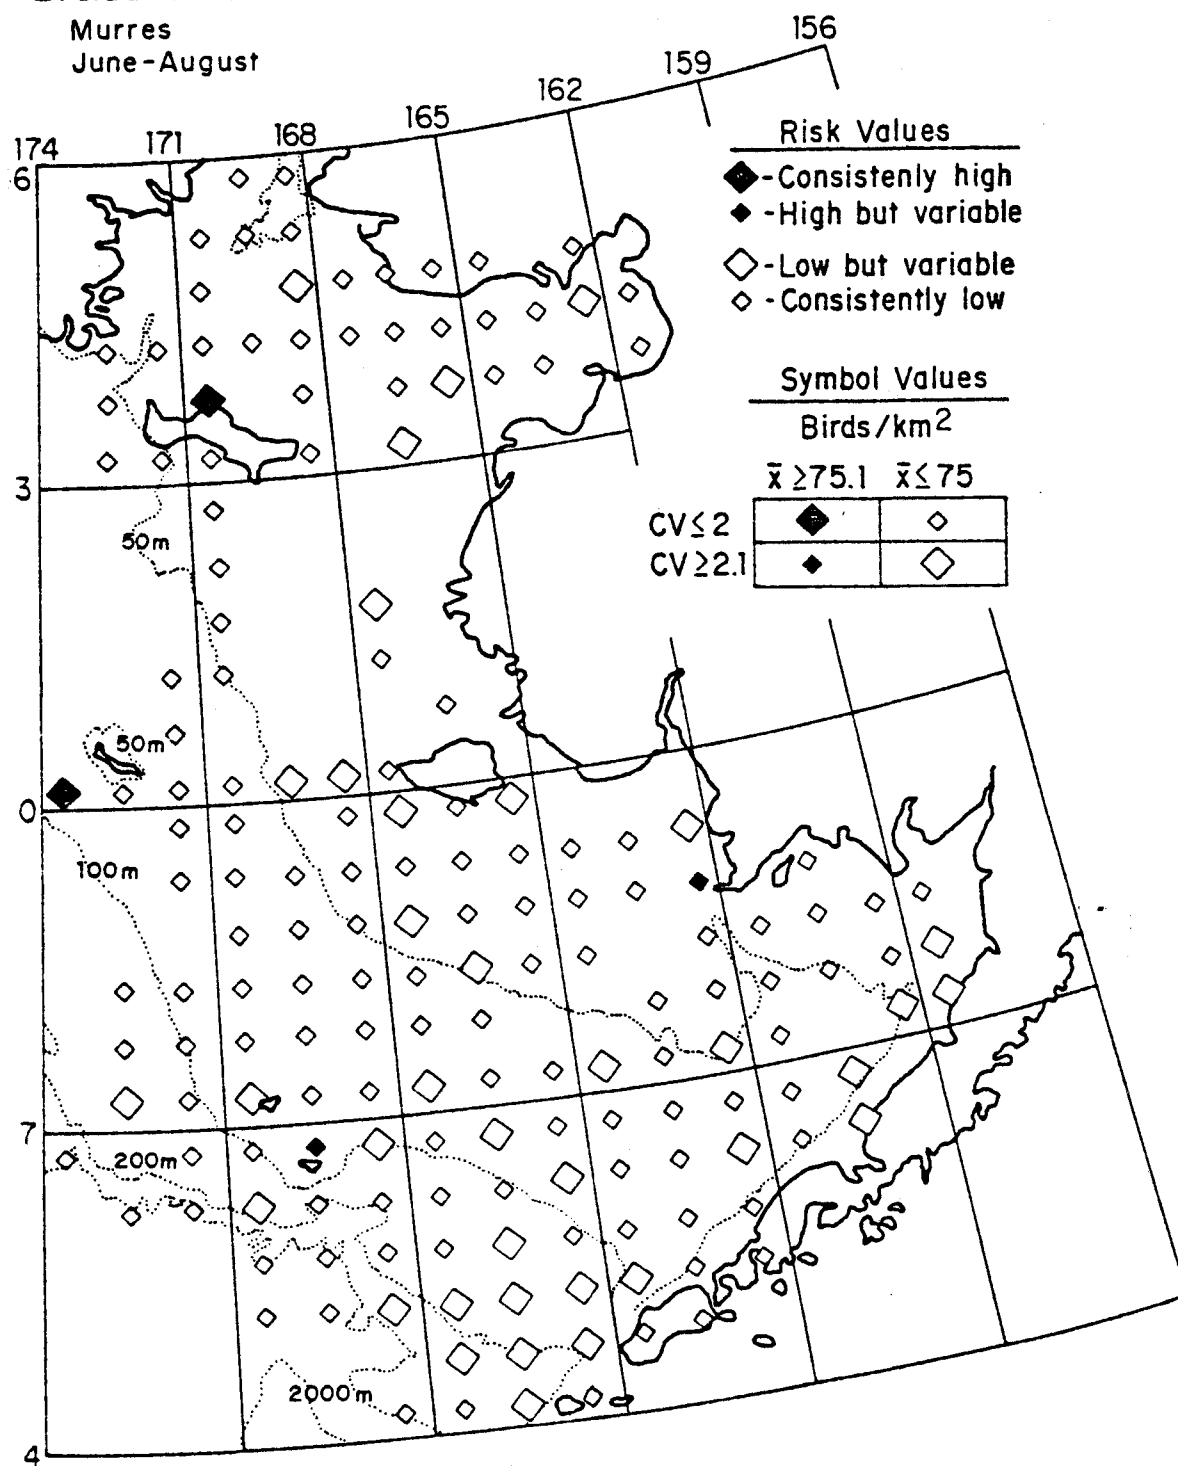 Murres
June-August
156
159
162
165
168
171
174
6
Risk Values
-Consistenly high
-High but variable
-Low but variable
-Consistently low
Symbol Values
Birds/km2
x̄ ≥75.1 x̄ ≤ 75
CV≤2
CV≥2.1
3
50m
50m
0
100m
7
200m
2000m
4